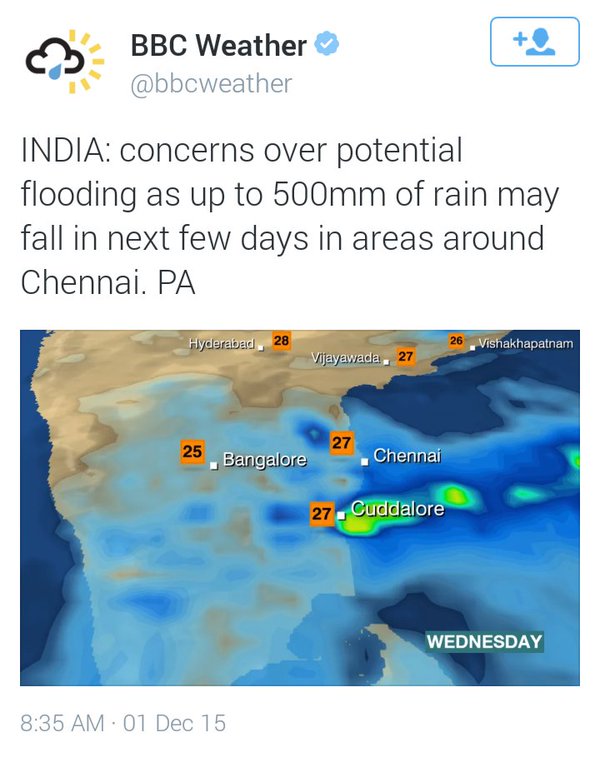 BBC Weather
@bbcweather
INDIA: concerns over potential
flooding as up to 500mm of rain may
fall in next few days in areas around
Chennai. PA
Hyderabad 28
Vijayawada 27
26 Vishakhapatnam
25 Bangalore
27 Chennai
27 Cuddalore
WEDNESDAY
8:35 AM · 01 Dec 15